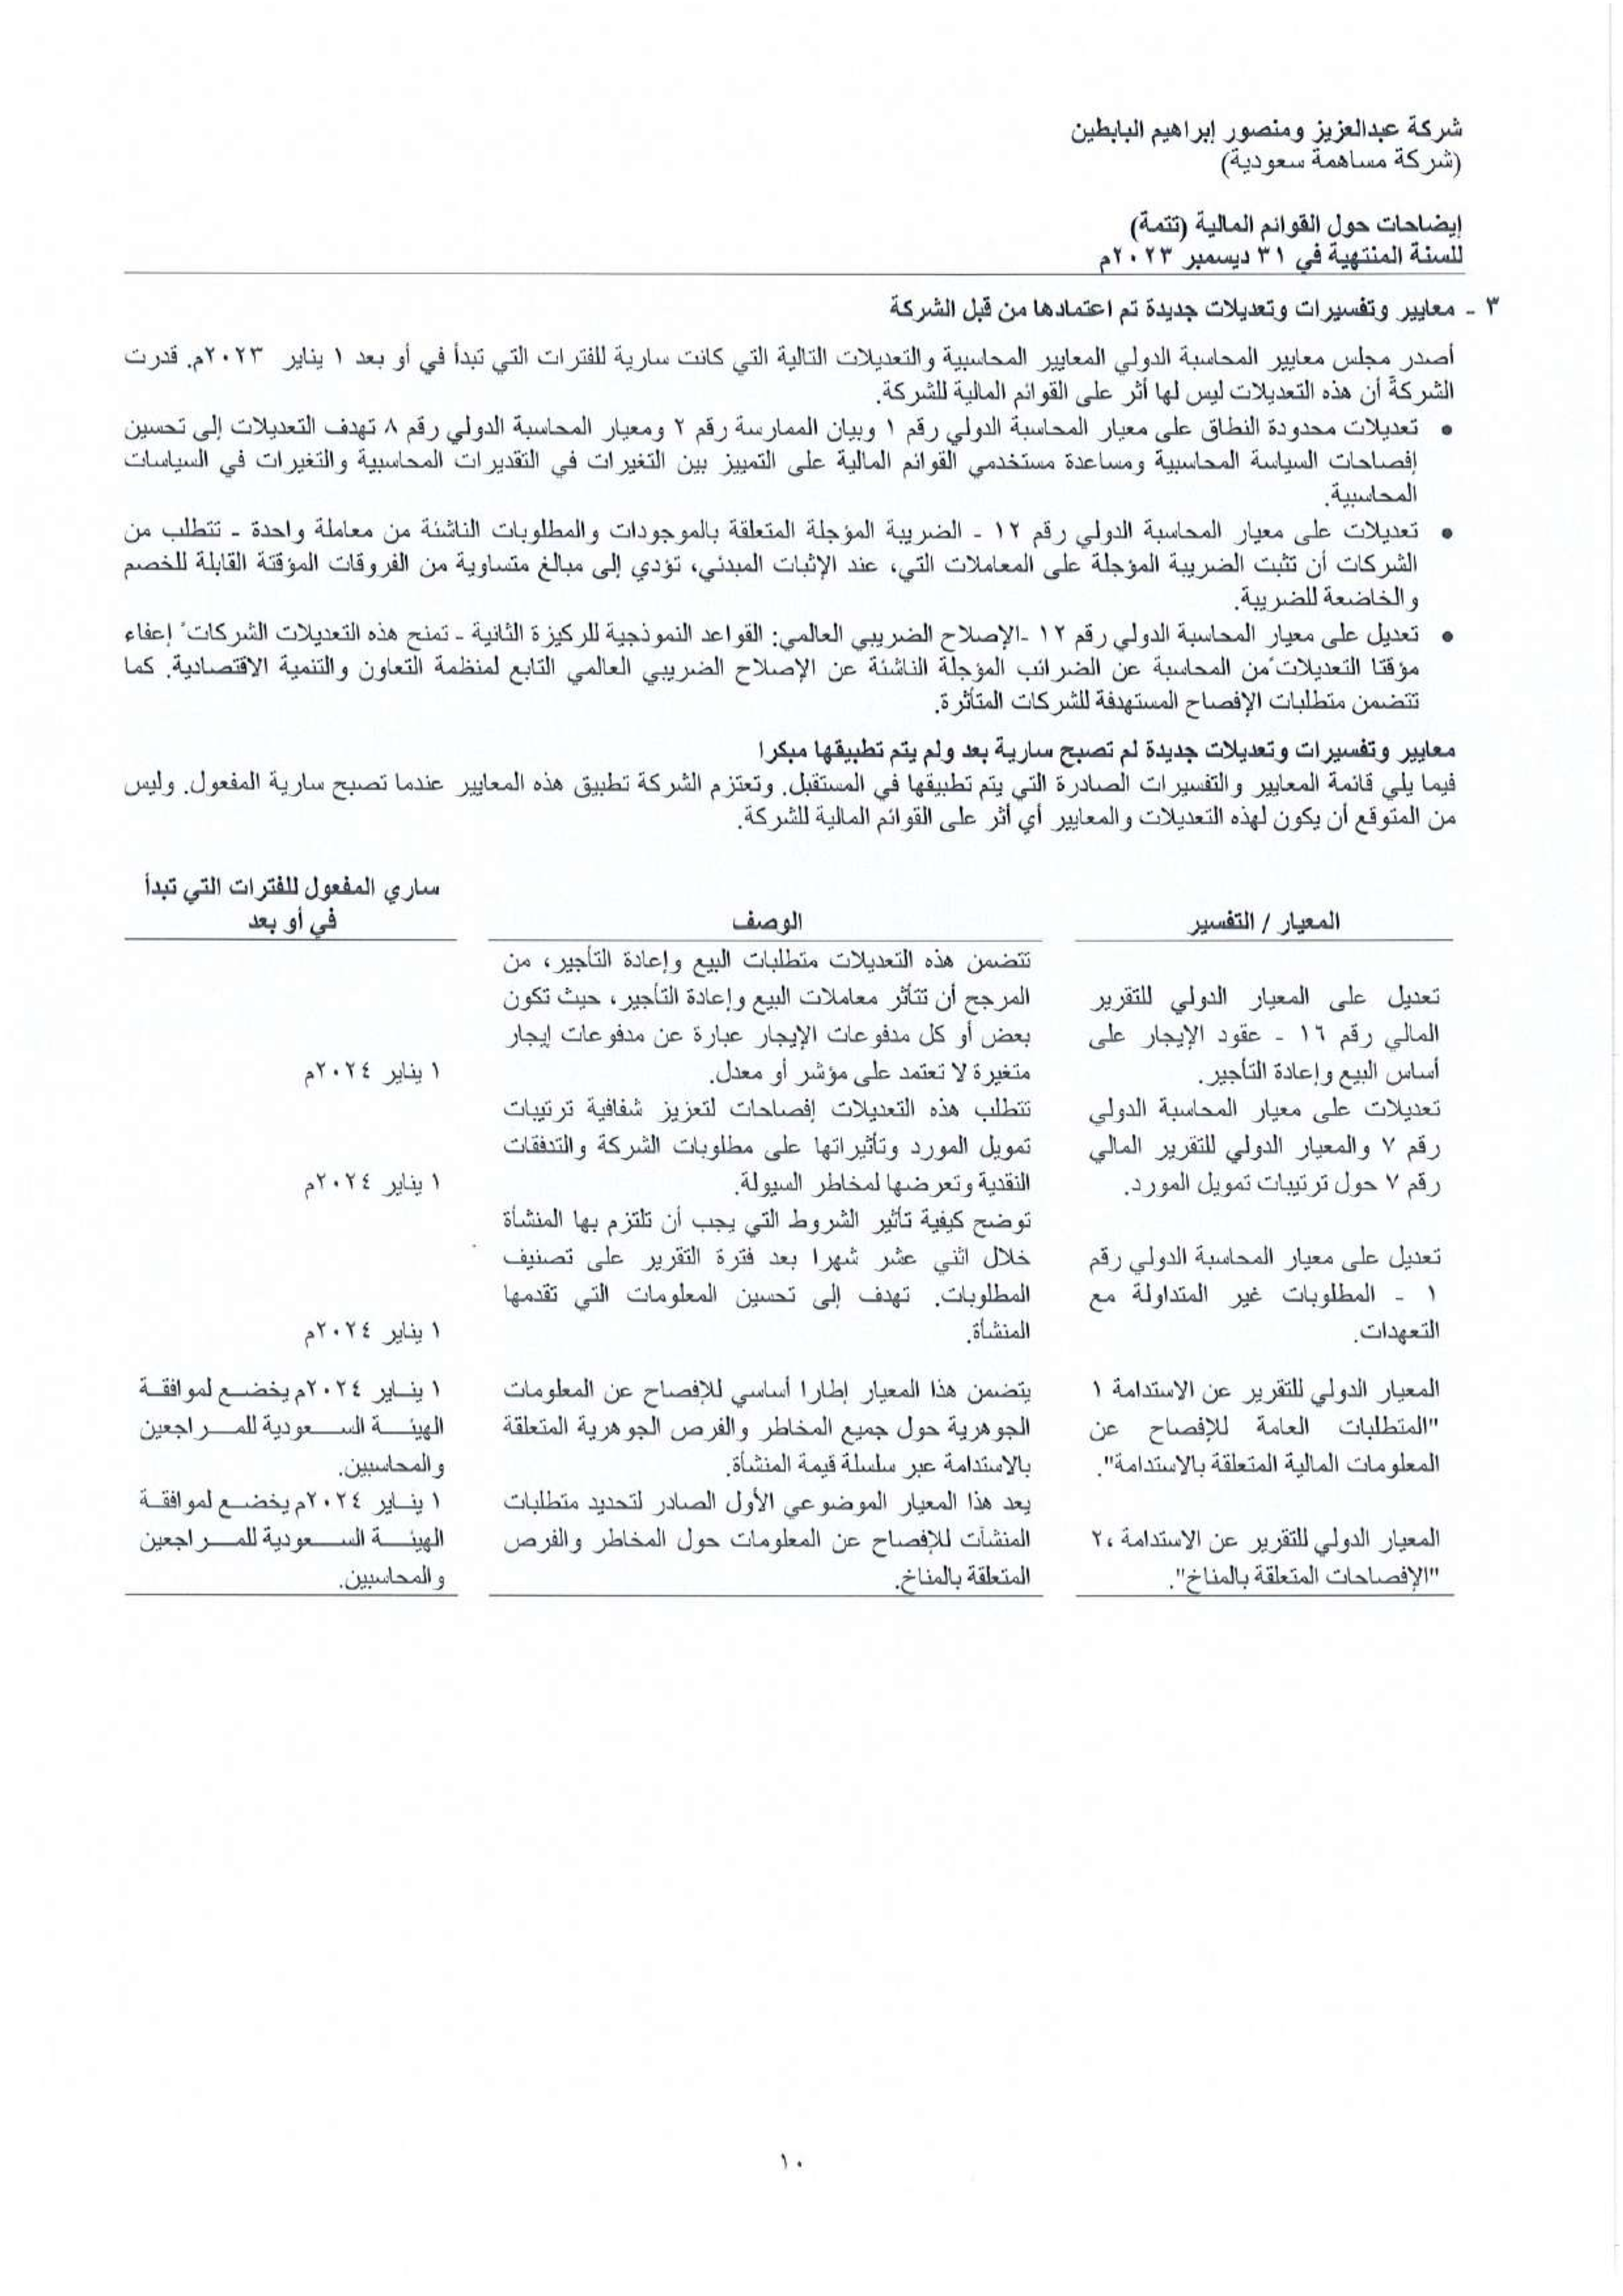 شركة عبدالعزيز ومنصور إبراهيم البابطين
(شركة مساهمة سعودية)
إيضاحات حول القوائم المالية (تتمة)
للسنة المنتهية في ٣١ ديسمبر ٢٠٢٣م
٣ - معايير وتفسيرات وتعديلات جديدة تم اعتمادها من قبل الشركة
أصدر مجلس معايير المحاسبة الدولي المعايير المحاسبية والتعديلات التالية التي كانت سارية للفترات التي تبدأ في أو بعد ١ يناير ٢٠٢٣م. قدرت
الشركة أن هذه التعديلات ليس لها أثر على القوائم المالية للشركة.
• تعديلات محدودة النطاق على معيار المحاسبة الدولي رقم ١ وبيان الممارسة رقم ٢ ومعيار المحاسبة الدولي رقم ٨ تهدف التعديلات إلى تحسين
إفصاحات السياسة المحاسبية ومساعدة مستخدمي القوائم المالية على التمييز بين التغيرات في التقديرات المحاسبية والتغيرات في السياسات
المحاسبية.
• تعديلات على معيار المحاسبة الدولي رقم ١٢ - الضريبة المؤجلة المتعلقة بالموجودات والمطلوبات الناشئة من معاملة واحدة - تتطلب من
الشركات أن تثبت الضريبة المؤجلة على المعاملات التي، عند الإثبات المبدئي، تؤدي إلى مبالغ متساوية من الفروقات المؤقتة القابلة للخصم
والخاضعة للضريبة.
• تعديل على معيار المحاسبة الدولي رقم ١٢ -الإصلاح الضريبي العالمي: القواعد النموذجية للركيزة الثانية - تمنح هذه التعديلات الشركات" إعفاء
مؤقتا التعديلات"من المحاسبة عن الضرائب المؤجلة الناشئة عن الإصلاح الضريبي العالمي التابع لمنظمة التعاون والتنمية الاقتصادية. كما
تتضمن متطلبات الإفصاح المستهدفة للشركات المتأثرة.
معايير وتفسيرات وتعديلات جديدة لم تصبح سارية بعد ولم يتم تطبيقها مبكرا
فيما يلي قائمة المعايير والتفسيرات الصادرة التي يتم تطبيقها في المستقبل. وتعتزم الشركة تطبيق هذه المعايير عندما تصبح سارية المفعول. وليس
من المتوقع أن يكون لهذه التعديلات والمعايير أي أثر على القوائم المالية للشركة.
المعيار / التفسير
الوصف
ساري المفعول للفترات التي تبدأ
في أو بعد
تعديل على المعيار الدولي للتقرير
المالي رقم ١٦ - عقود الإيجار على
أساس البيع وإعادة التأجير.
تتضمن هذه التعديلات متطلبات البيع وإعادة التأجير، من
المرجح أن تتأثر معاملات البيع وإعادة التأجير، حيث تكون
بعض أو كل مدفوعات الإيجار عبارة عن مدفوعات إيجار
متغيرة لا تعتمد على مؤشر أو معدل.
١ يناير ٢٠٢٤م
تعديلات على معيار المحاسبة الدولي
رقم ٧ والمعيار الدولي للتقرير المالي
رقم ٧ حول ترتيبات تمويل المورد.
تتطلب هذه التعديلات إفصاحات لتعزيز شفافية ترتيبات
تمويل المورد وتأثيراتها على مطلوبات الشركة والتدفقات
النقدية وتعرضها لمخاطر السيولة.
١ يناير ٢٠٢٤م
تعديل على معيار المحاسبة الدولي رقم
١ - المطلوبات غير المتداولة مع
التعهدات.
توضح كيفية تأثير الشروط التي يجب أن تلتزم بها المنشأة
خلال اثني عشر شهرا بعد فترة التقرير على تصنيف
المطلوبات. تهدف إلى تحسين المعلومات التي تقدمها
المنشأة.
١ يناير ٢٠٢٤م
المعيار الدولي للتقرير عن الاستدامة ١
"المتطلبات العامة للإفصاح عن
المعلومات المالية المتعلقة بالاستدامة".
يتضمن هذا المعيار إطارا أساسي للإفصاح عن المعلومات
الجوهرية حول جميع المخاطر والفرص الجوهرية المتعلقة
بالاستدامة عبر سلسلة قيمة المنشأة.
١ يناير ٢٠٢٤م يخضع لموافقة
الهيئة السعودية للمراجعين
والمحاسبين.
المعيار الدولي للتقرير عن الاستدامة ،٢
"الإفصاحات المتعلقة بالمناخ".
يعد هذا المعيار الموضوعي الأول الصادر لتحديد متطلبات
المنشآت للإفصاح عن المعلومات حول المخاطر والفرص
المتعلقة بالمناخ.
١ يناير ٢٠٢٤م يخضع لموافقة
الهيئة السعودية للمراجعين
والمحاسبين.
١٠